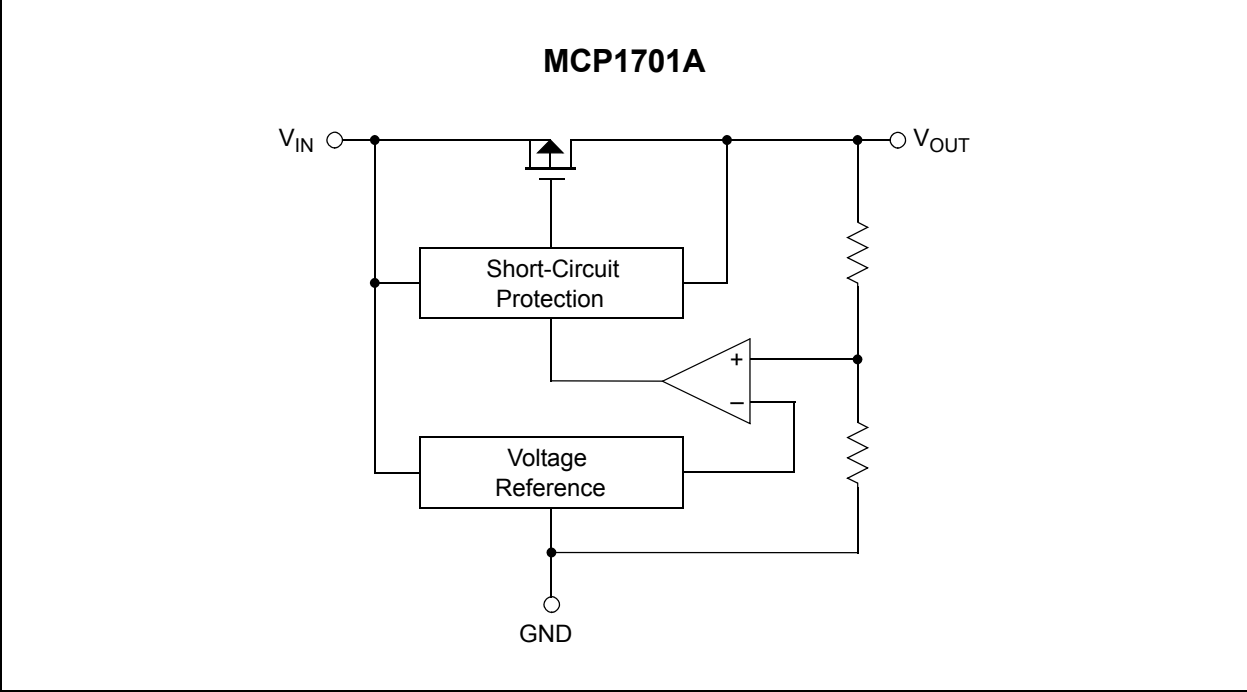 MCP1701A
VIN
VOUT
Short-Circuit
Protection
+
–
Voltage
Reference
GND